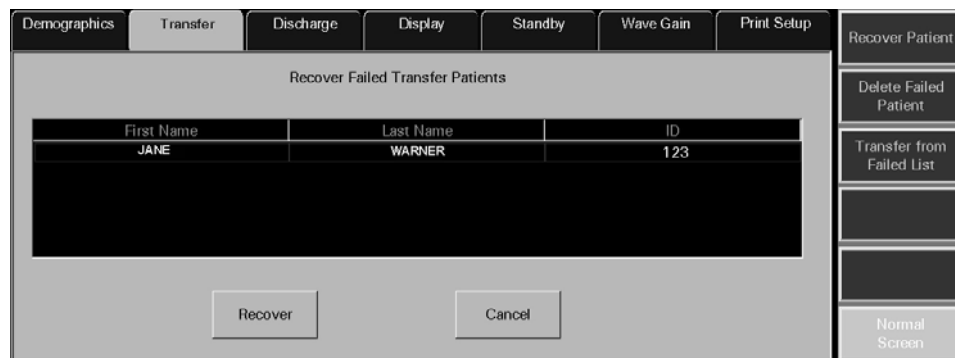 Demographics Transfer Discharge Display Standby Wave Gain Print Setup
Recover Failed Transfer Patients
First Name Last Name ID
JANE WARNER 123
Recover Cancel
Recover Patient
Delete Failed
Patient
Transfer from
Failed List
Normal
Screen